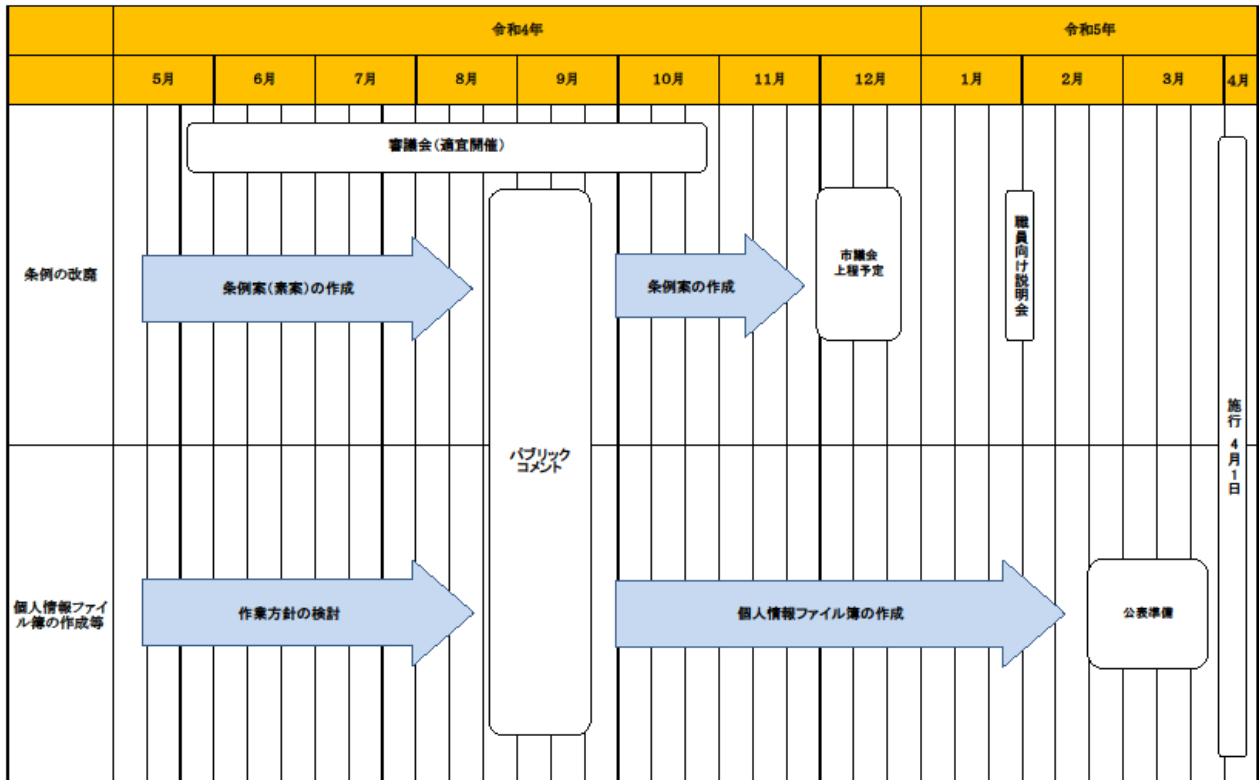 令和4年
令和5年
5月
6月
7月
8月
9月
10月
11月
12月
1月
2月
3月
4月
審議会(適宜開催)
条例の改廃
条例案(素案)の作成
条例案の作成
市議会
上程予定
職員向け説明会
パブリック
コメント
施行 4月1日
個人情報ファイ
ル簿の作成等
作業方針の検討
個人情報ファイル簿の作成
公表準備